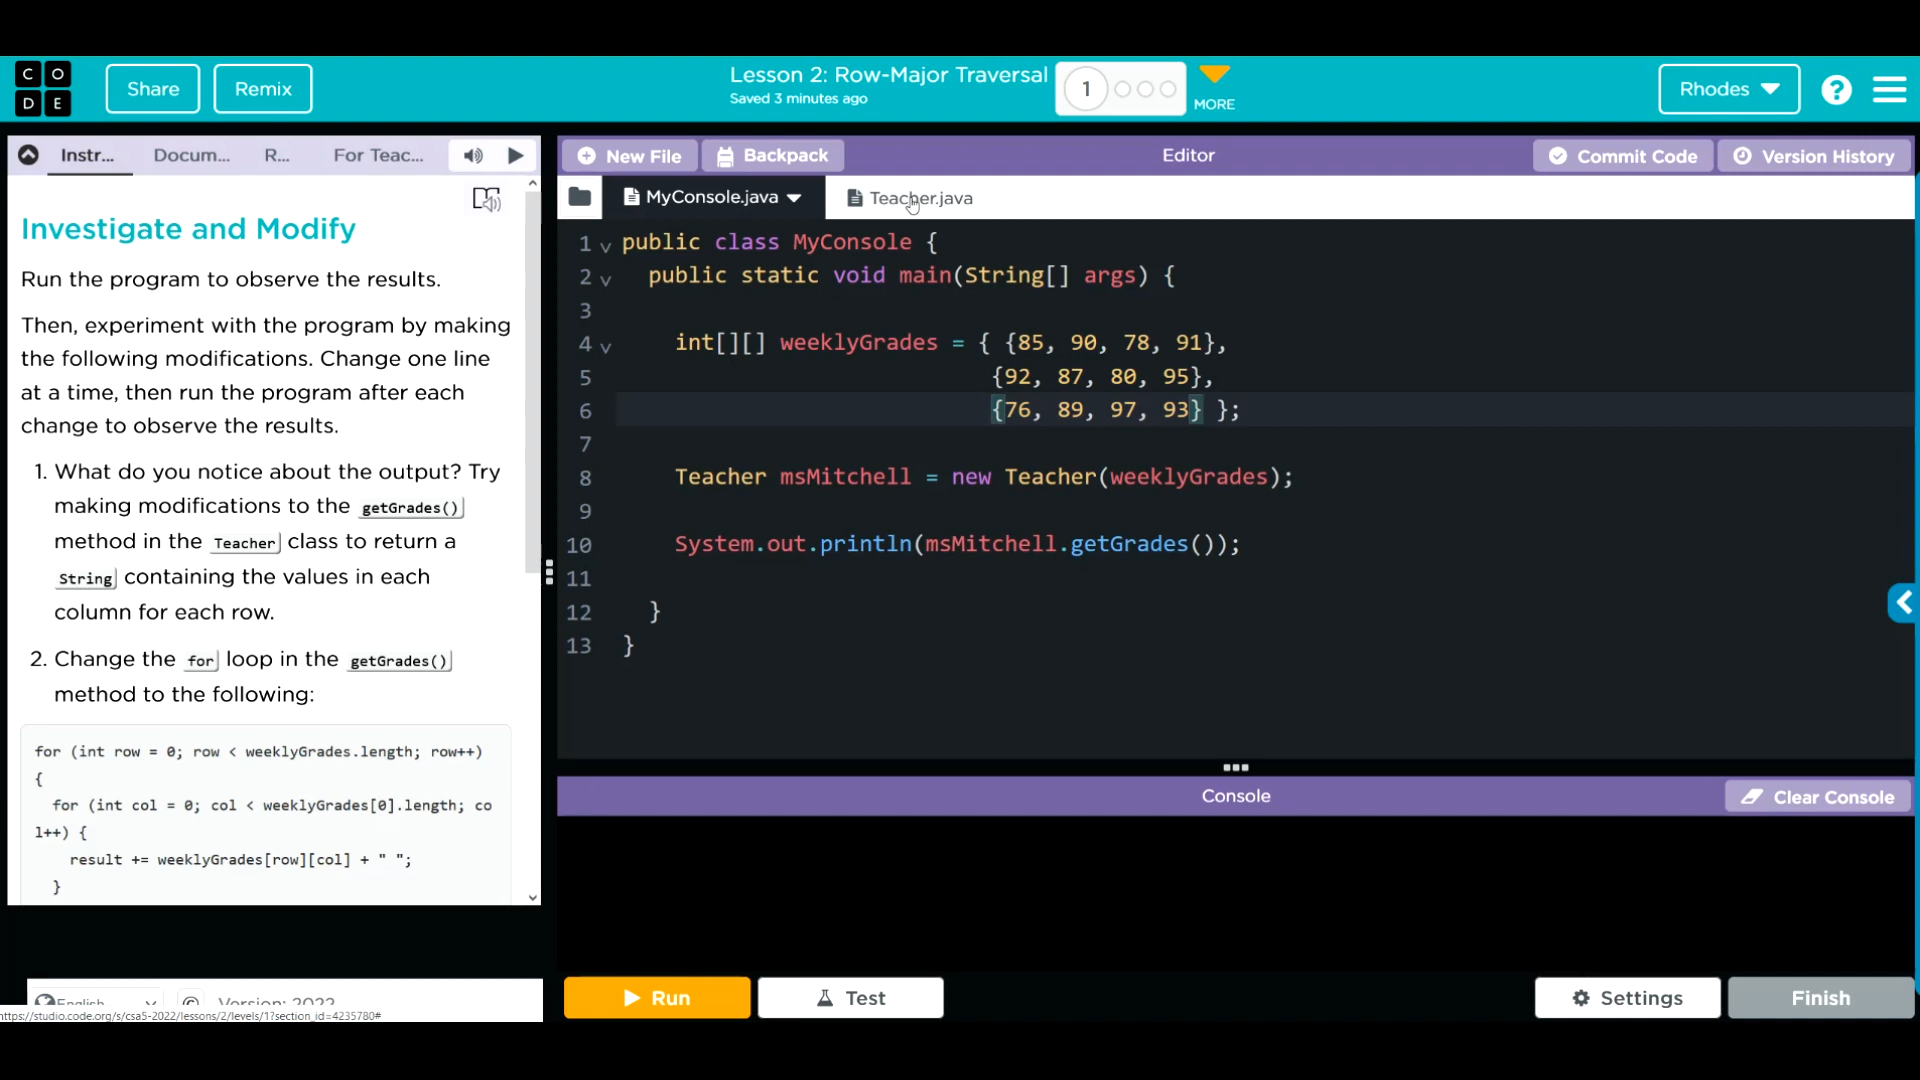 C O
D E
Share
Remix
Lesson 2: Row-Major Traversal
Saved 3 minutes ago
1
MORE
Rhodes
?
Instr...
Docum...
R...
For Teac...
Investigate and Modify
Run the program to observe the results.
Then, experiment with the program by making
the following modifications. Change one line
at a time, then run the program after each
change to observe the results.
1. What do you notice about the output? Try
making modifications to the getGrades()
method in the Teacher class to return a
String containing the values in each
column for each row.
2. Change the for loop in the getGrades()
method to the following:
for (int row = 0; row < weeklyGrades.length; row++)
{
for (int col = 0; col < weeklyGrades[0].length; co
l++) {
result += weeklyGrades[row][col] + " ";
}
English
© Version: 2022
https://studio.code.org/s/csa5-2022/lessons/2/levels/1?section_id=4235780#
New File
Backpack
Editor
Commit Code
Version History
MyConsole.java
Teacher.java
1 public class MyConsole {
2 public static void main(String[] args) {
3
4 int[][] weeklyGrades = { {85, 90, 78, 91},
5 {92, 87, 80, 95},
6 {76, 89, 97, 93} };
7
8 Teacher msMitchell = new Teacher(weeklyGrades);
9
10 System.out.println(msMitchell.getGrades());
11
12 }
13 }
Console
Clear Console
Run
Test
Settings
Finish